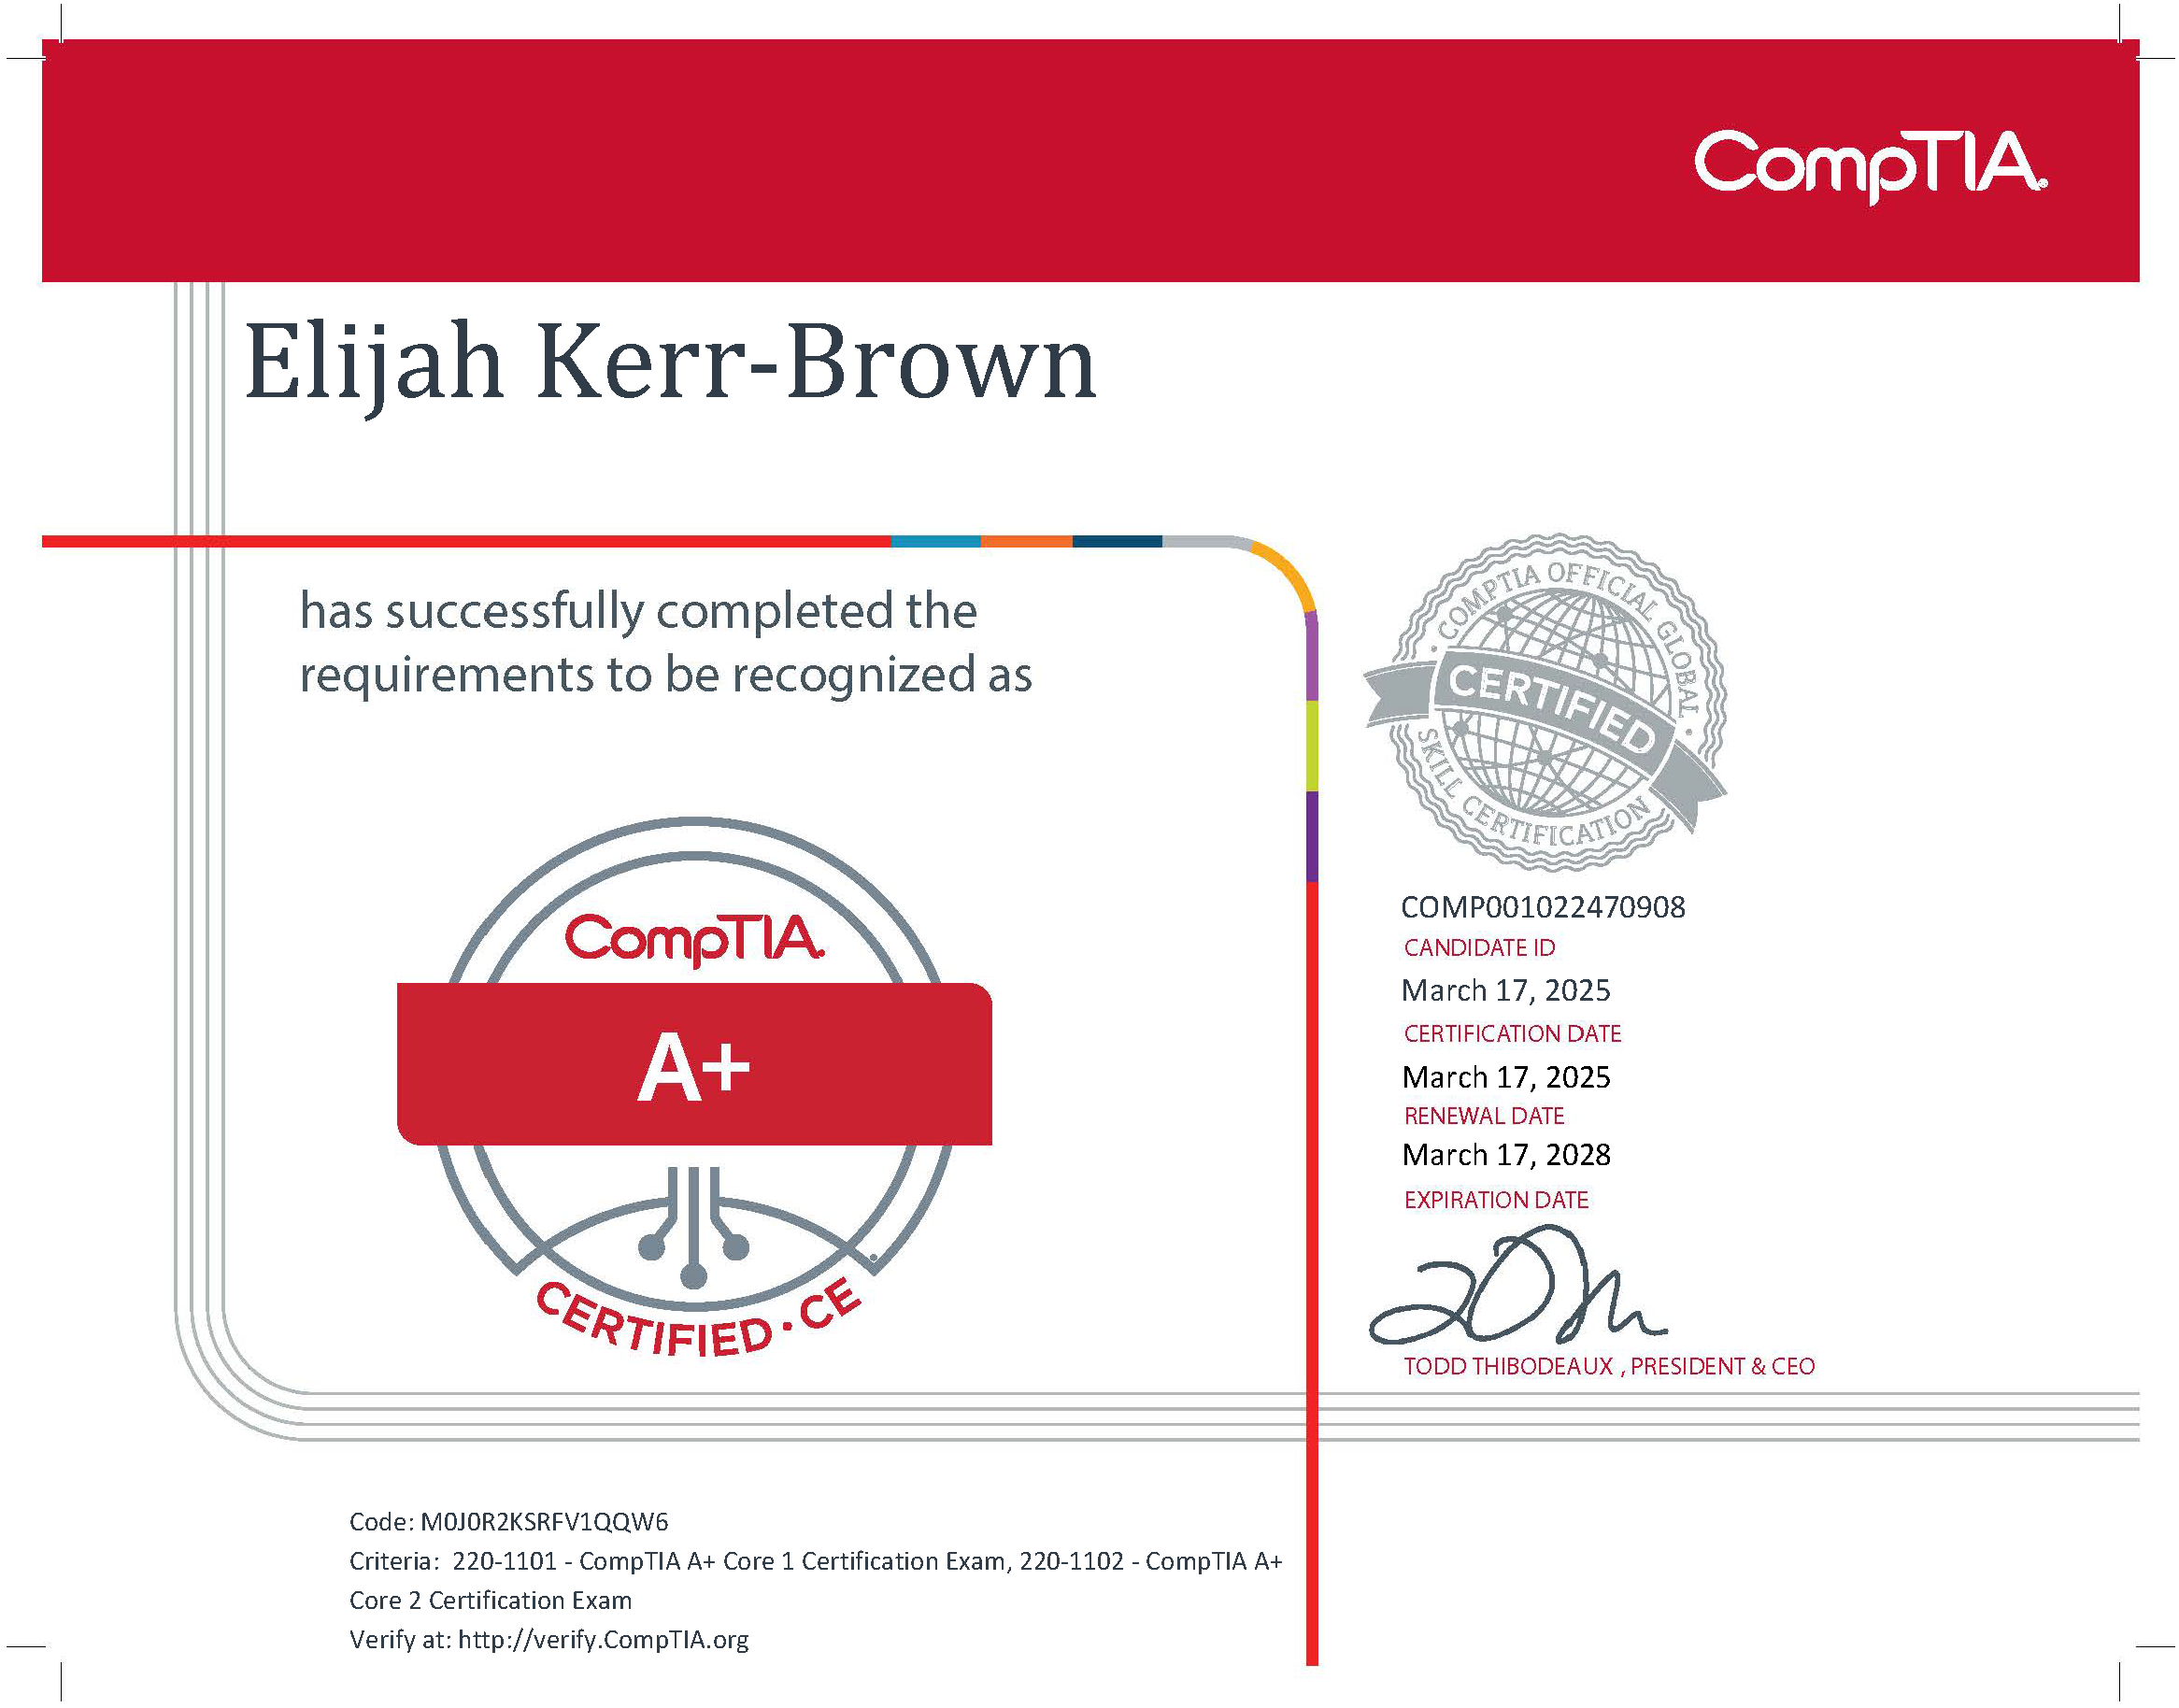 CompTIA®
Elijah Kerr-Brown
has successfully completed the
requirements to be recognized as
COMPTIA OFFICIAL GLOBAL
CERTIFIED
SKILL CERTIFICATION
CompTIA.
A+
CERTIFIED • CE
COMP001022470908
CANDIDATE ID
March 17, 2025
CERTIFICATION DATE
March 17, 2025
RENEWAL DATE
March 17, 2028
EXPIRATION DATE
TODD THIBODEAUX , PRESIDENT & CEO
Code: M0J0R2KSRFV1QQW6
Criteria:  220-1101 - CompTIA A+ Core 1 Certification Exam, 220-1102 - CompTIA A+
Core 2 Certification Exam
Verify at: http://verify.CompTIA.org